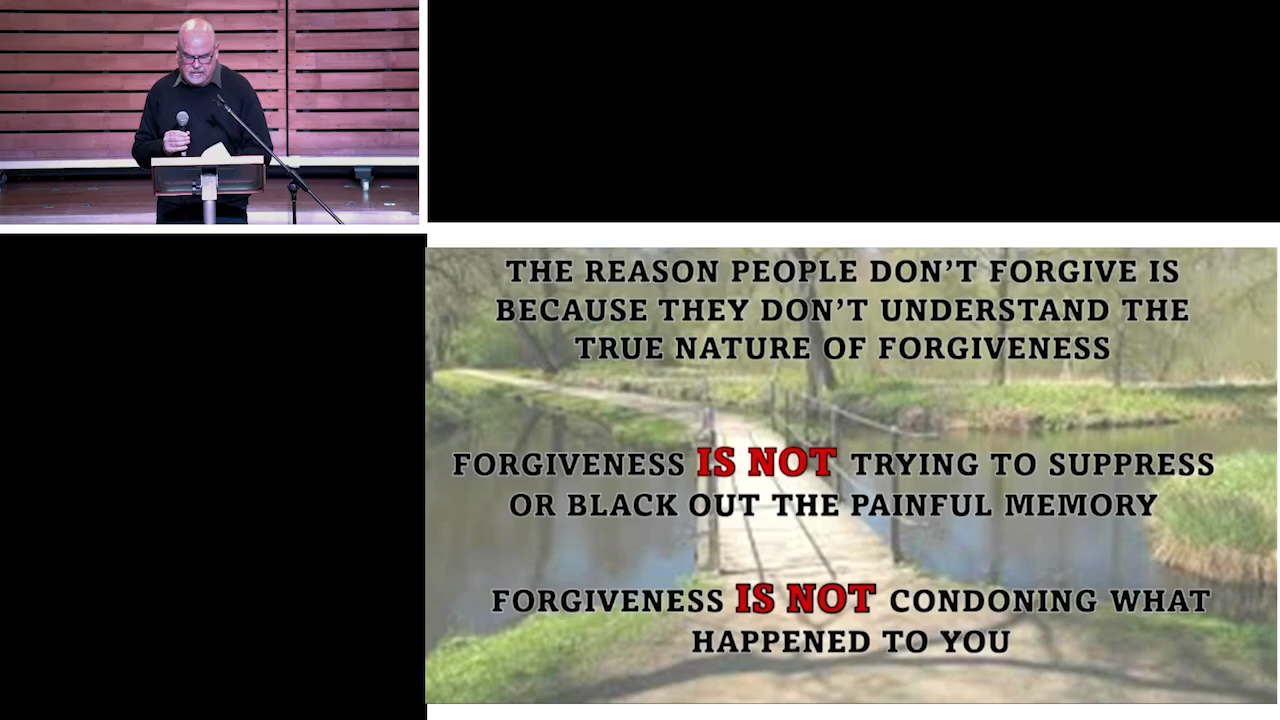 THE REASON PEOPLE DON’T FORGIVE IS
BECAUSE THEY DON’T UNDERSTAND THE
TRUE NATURE OF FORGIVENESS
FORGIVENESS IS NOT TRYING TO SUPPRESS
OR BLACK OUT THE PAINFUL MEMORY
FORGIVENESS IS NOT CONDONING WHAT
HAPPENED TO YOU